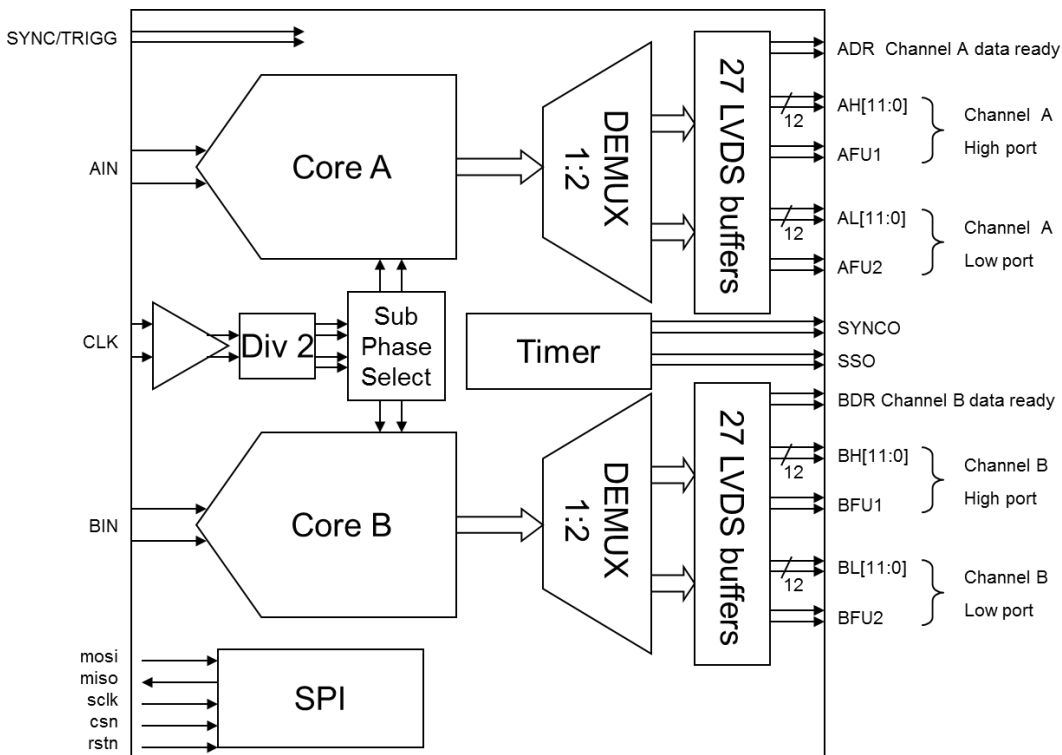 SYNC/TRIGG
AIN
CLK
BIN
mosi
miso
sclk
csn
rstn
Core A
Div 2
Sub
Phase
Select
Core B
SPI
DEMUX
1:2
27 LVDS buffers
Timer
DEMUX
1:2
27 LVDS buffers
ADR Channel A data ready
AH[11:0]
12
AFU1
Channel A
High port
AL[11:0]
12
AFU2
Channel A
Low port
SYNCO
SSO
BDR Channel B data ready
BH[11:0]
12
BFU1
Channel B
High port
BL[11:0]
12
BFU2
Channel B
Low port